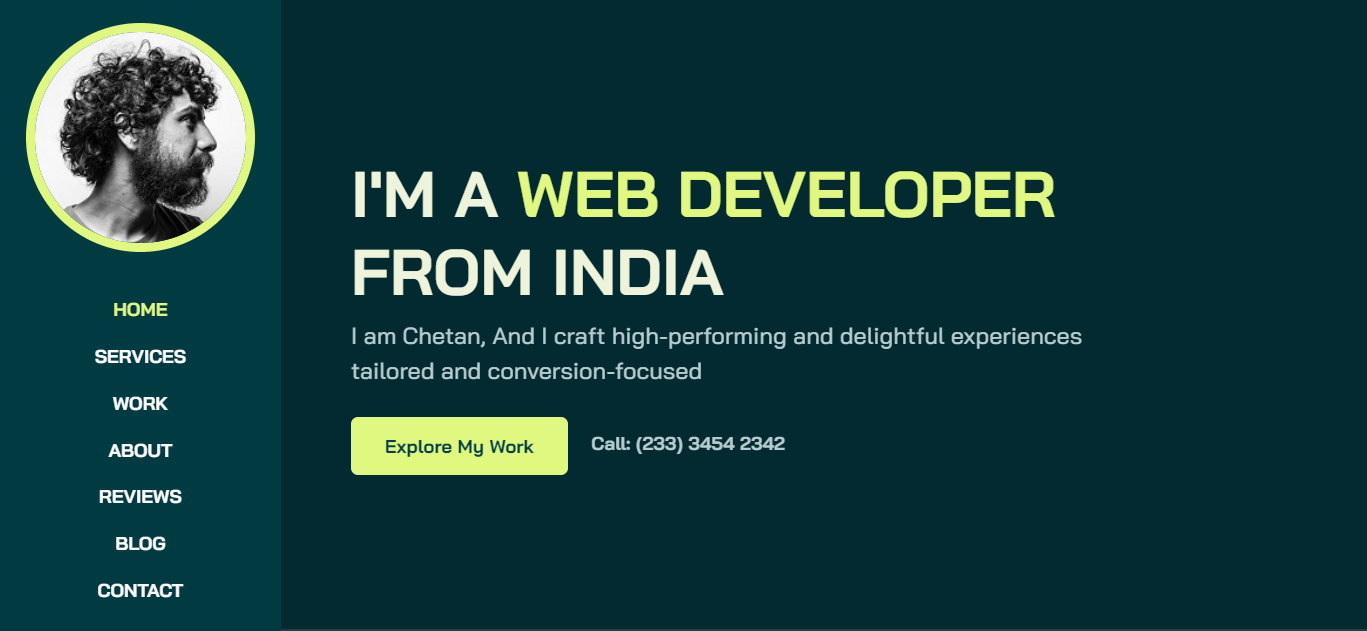 HOME
SERVICES
WORK
ABOUT
REVIEWS
BLOG
CONTACT
I'M A WEB DEVELOPER
FROM INDIA
I am Chetan, And I craft high-performing and delightful experiences
tailored and conversion-focused
Explore My Work
Call: (233) 3454 2342